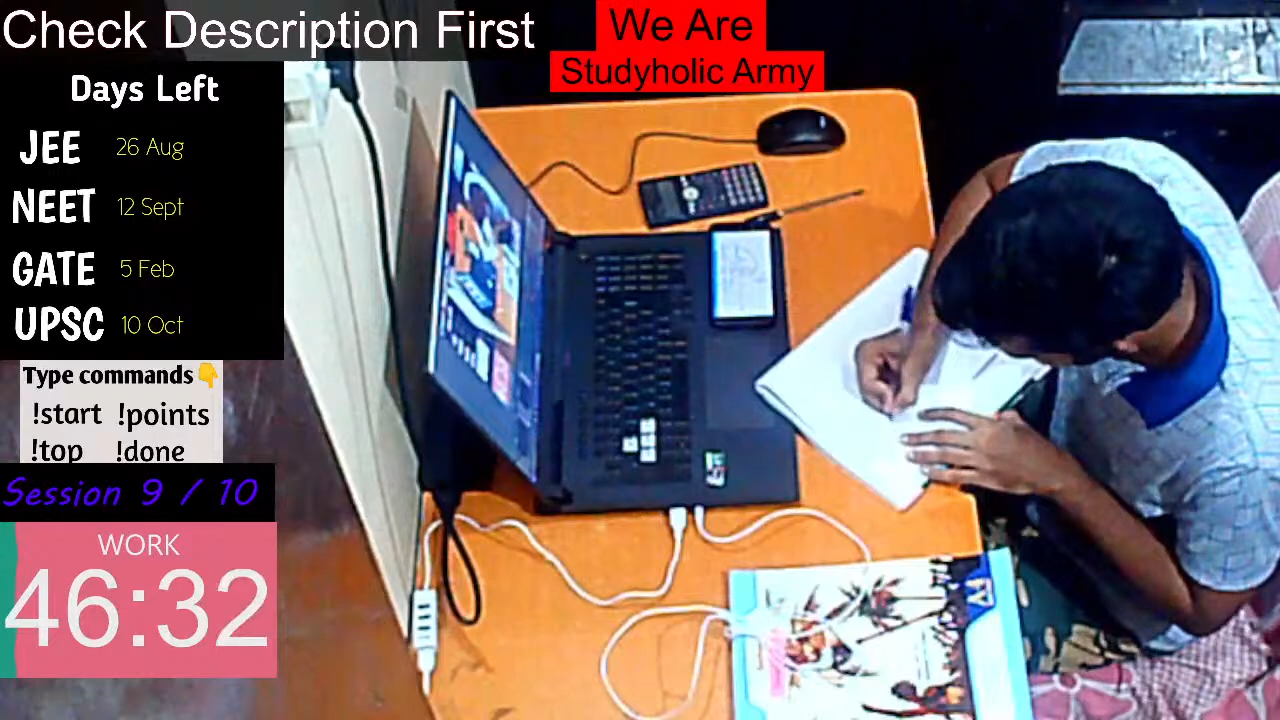 Check Description First
We Are
Studyholic Army
Days Left
JEE 26 Aug
NEET 12 Sept
GATE 5 Feb
UPSC 10 Oct
Type commands👇
!start !points
!top !done
Session 9 / 10
WORK
46:32